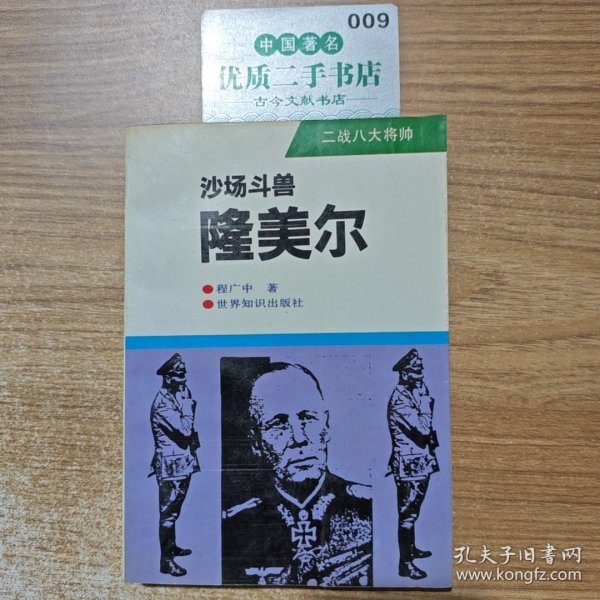 009
中国著名
优质二手书店
古今文献书店
二战八大将帅
沙场斗兽
隆美尔
●程广中 著
●世界知识出版社
孔夫子旧书网
www.kongfz.com